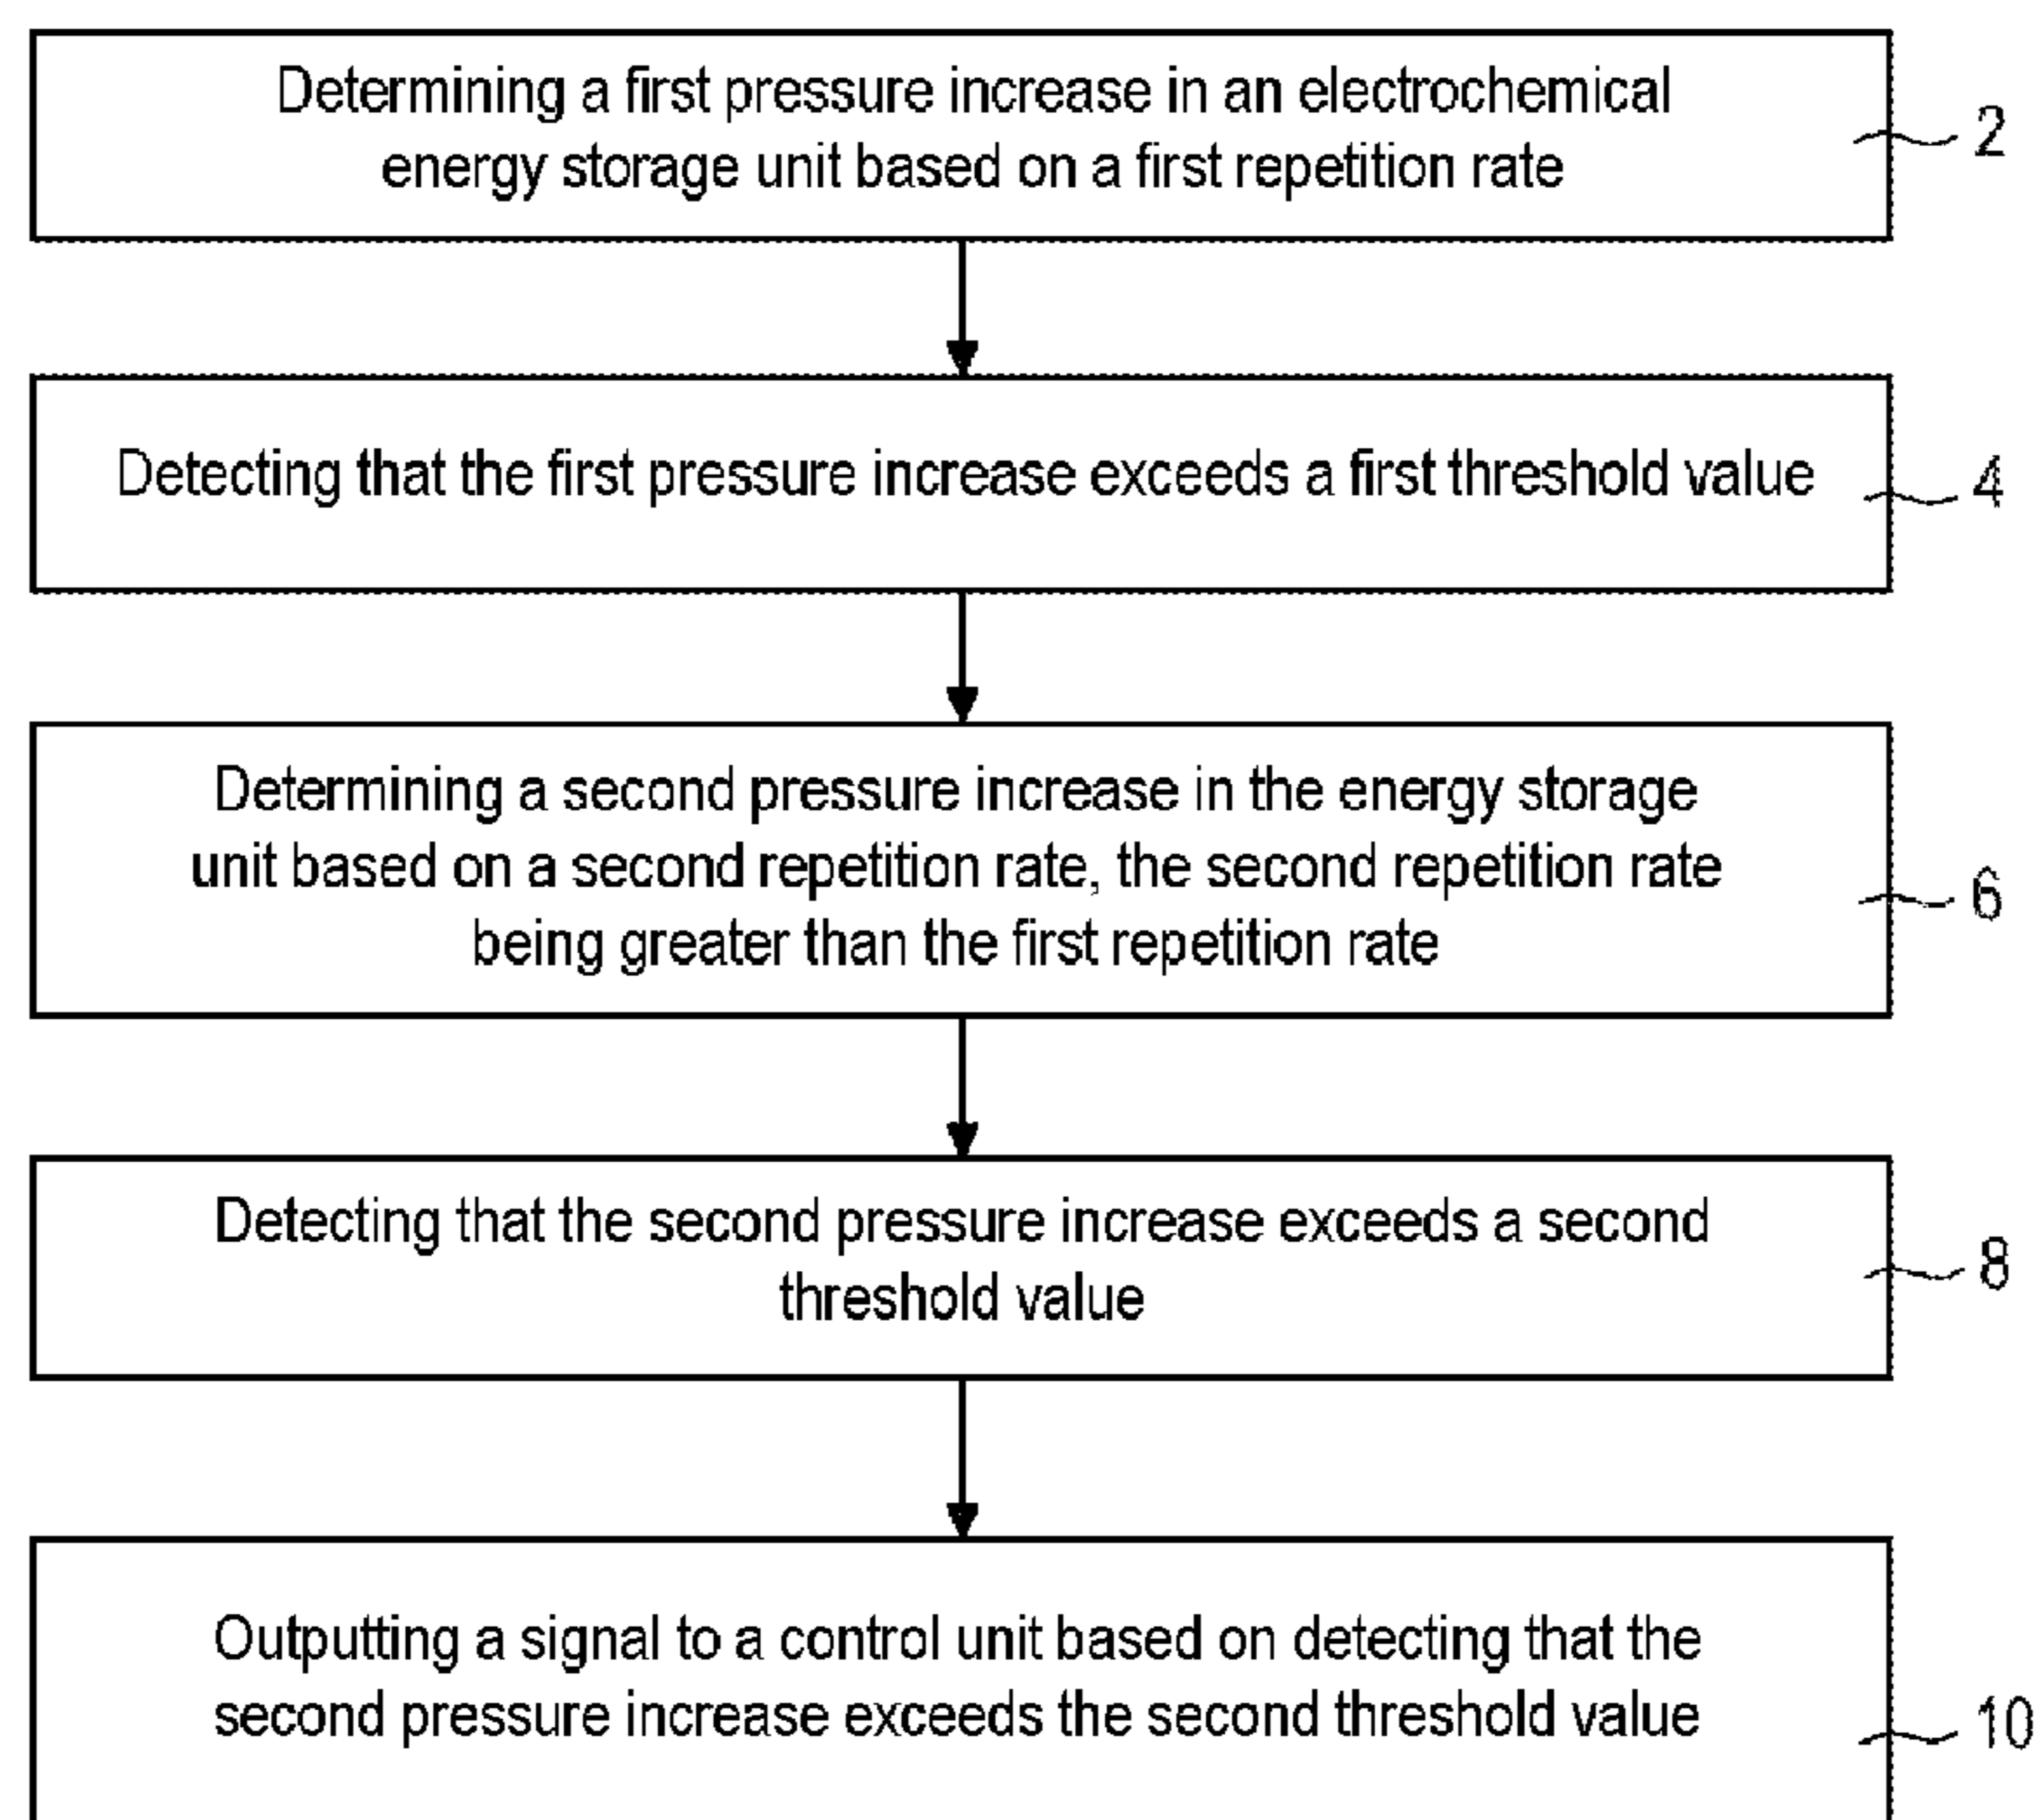 Determining a first pressure increase in an electrochemical
energy storage unit based on a first repetition rate
2
Detecting that the first pressure increase exceeds a first threshold value
4
Determining a second pressure increase in the energy storage
unit based on a second repetition rate, the second repetition rate
being greater than the first repetition rate
6
Detecting that the second pressure increase exceeds a second
threshold value
8
Outputting a signal to a control unit based on detecting that the
second pressure increase exceeds the second threshold value
10